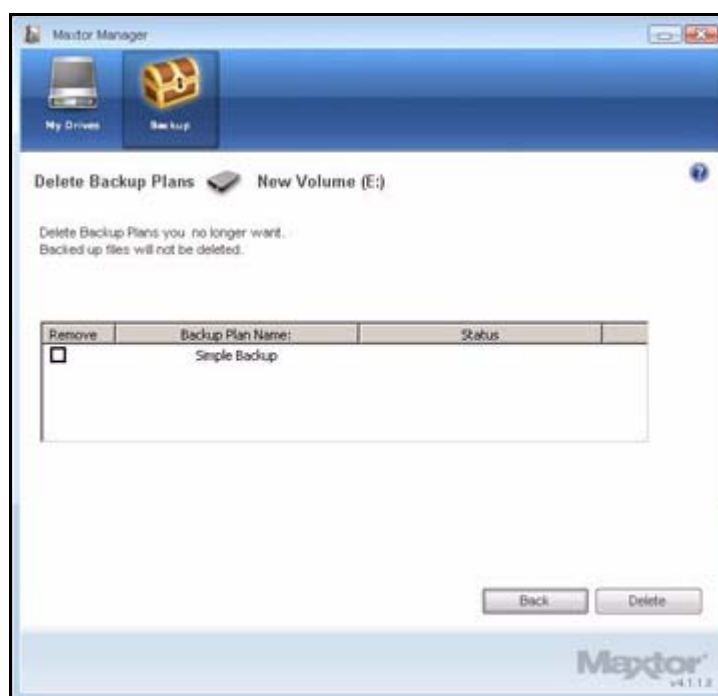 Maxtor Manager
My Drives
Backup
Delete Backup Plans New Volume (E:)
Delete Backup Plans you no longer want.
Backed up files will not be deleted.
Remove Backup Plan Name: Status
Simple Backup
Back Delete
Maxtor